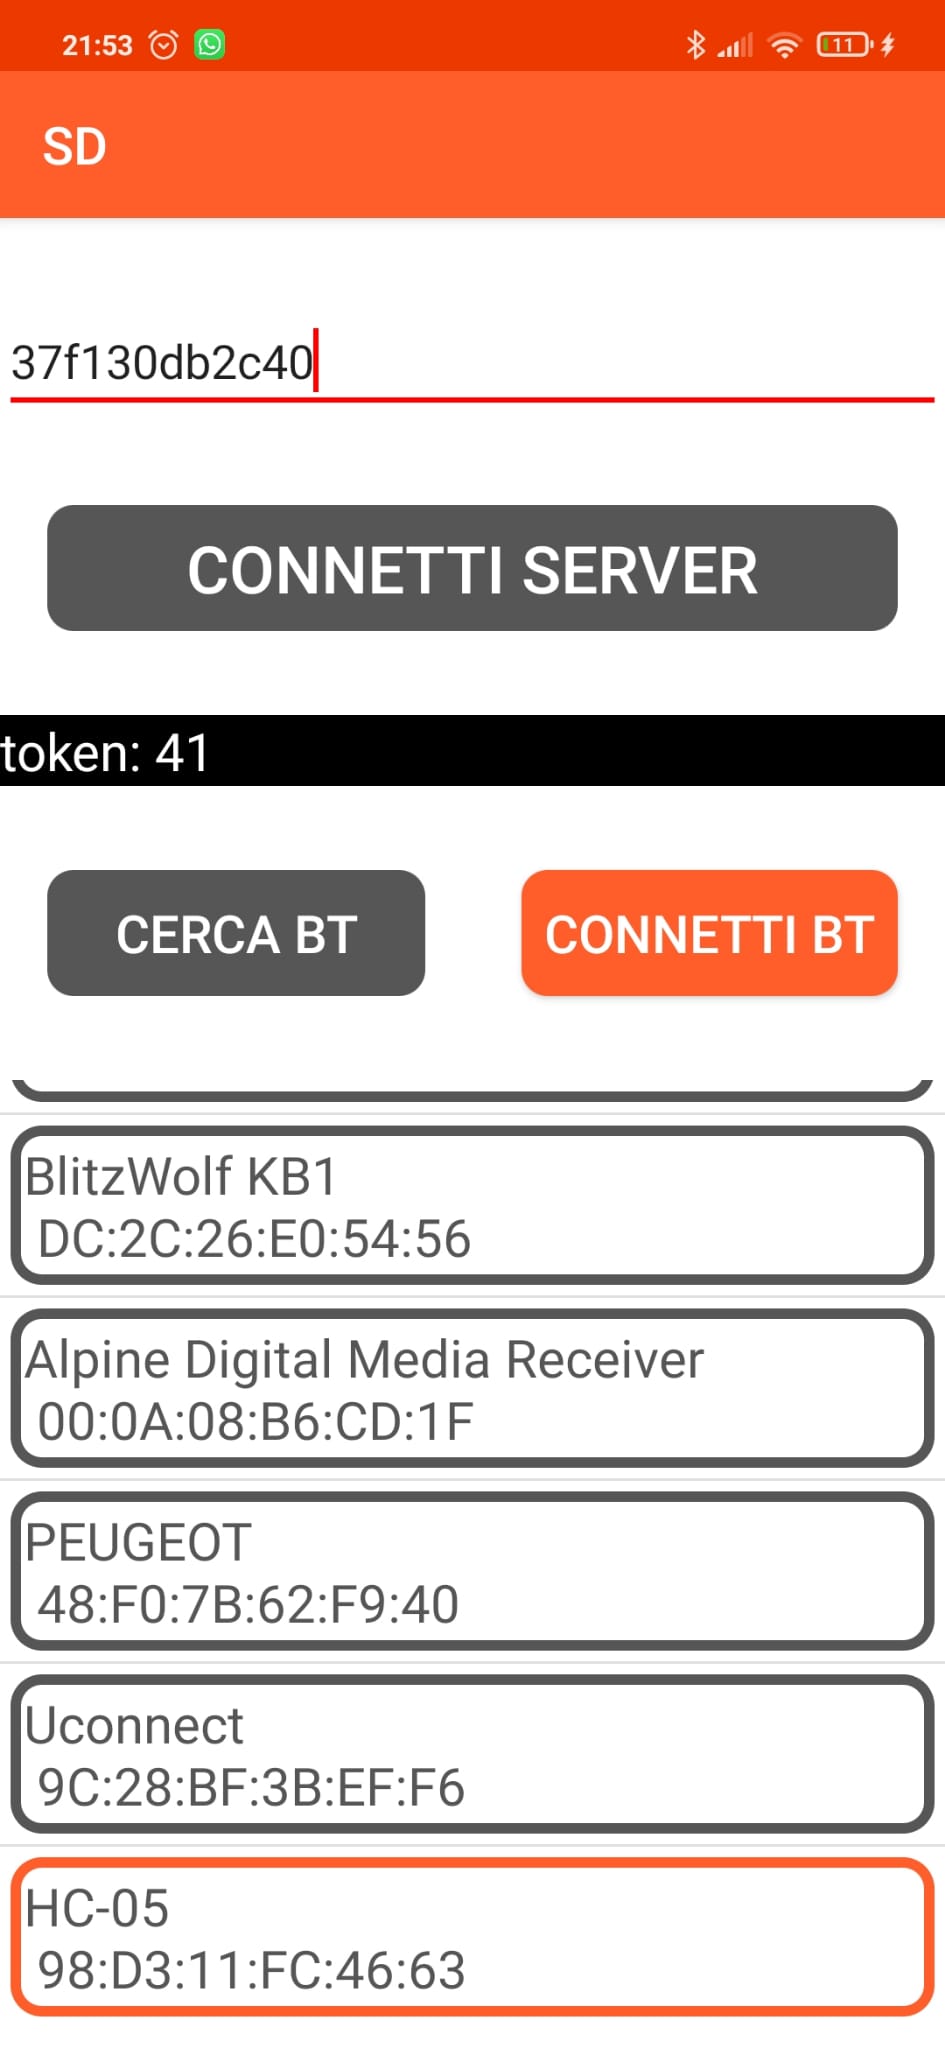 21:53
11
SD
37f130db2c40
CONNETTI SERVER
token: 41
CERCA BT
CONNETTI BT
BlitzWolf KB1
DC:2C:26:E0:54:56
Alpine Digital Media Receiver
00:0A:08:B6:CD:1F
PEUGEOT
48:F0:7B:62:F9:40
Uconnect
9C:28:BF:3B:EF:F6
HC-05
98:D3:11:FC:46:63